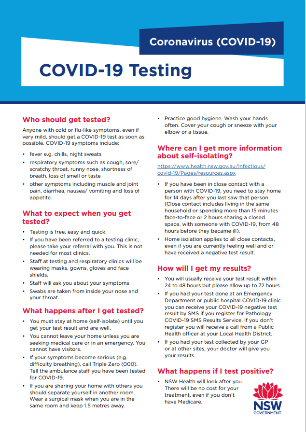 Coronavirus (COVID-19)
COVID-19 Testing
Who should get tested?
Anyone with cold or flu-like symptoms, even if
very mild, should get a COVID-19 test as soon as
possible. COVID-19 symptoms include:
• fever e.g. chills, night sweats
• respiratory symptoms such as cough, sore/
scratchy throat, runny nose, shortness of
breath, loss of smell or taste
• other symptoms including muscle and joint
pain, diarrhea, nausea/ vomiting and loss of
appetite.
What to expect when you get
tested?
• Testing is free, easy and quick.
• If you have been referred to a testing clinic,
please take your referral with you. This is not
needed for most clinics.
• Staff at testing and respiratory clinics will be
wearing masks, gowns, gloves and face
shields.
• Staff will ask you about your symptoms
• Swabs are taken from inside your nose and
your throat
What happens after I get tested?
• You must stay at home (self-isolate) until you
get your test result and are well.
• You cannot leave your home unless you are
seeking medical care or in an emergency. You
cannot have visitors.
• If your symptoms become serious (e.g.
difficulty breathing), call Triple Zero (000).
Tell the ambulance staff you have been tested
for COVID-19.
• If you are sharing your home with others you
should separate yourself in another room.
Wear a surgical mask when you are in the
same room and keep 1.5 metres away.
• Practice good hygiene. Wash your hands
often. Cover your cough or sneeze with your
elbow or a tissue.
Where can I get more information
about self-isolating?
https://www.health.nsw.gov.au/Infectious/
covid-19/Pages/resources.aspx
• If you have been in close contact with a
person with COVID-19, you need to stay home
for 14 days after you last saw that person
(Close contact includes living in the same
household or spending more than 15 minutes
face-to-face or 2 hours sharing a closed
space, with someone with COVID-19, from 48
hours before they became ill).
• Home isolation applies to all close contacts,
even if you are currently feeling well and or
have received a negative test result
How will I get my results?
• You will usually receive your test result within
24 to 48 hours but please allow up to 72 hours.
• If you had your test done at an Emergency
Department or public hospital COVID-19 clinic
you can receive your COVID-19 negative test
result by SMS if you register for Pathology
COVID-19 SMS Results Service. If you don't
register you will receive a call from a Public
Health officer at your Local Health District.
• If you had your test collected by your GP
or at other sites, your doctor will give you
your results.
What happens if I test positive?
• NSW Health will look after you.
There will be no cost for your
treatment, even if you don't
have Medicare.
NSW
GOVERNMENT